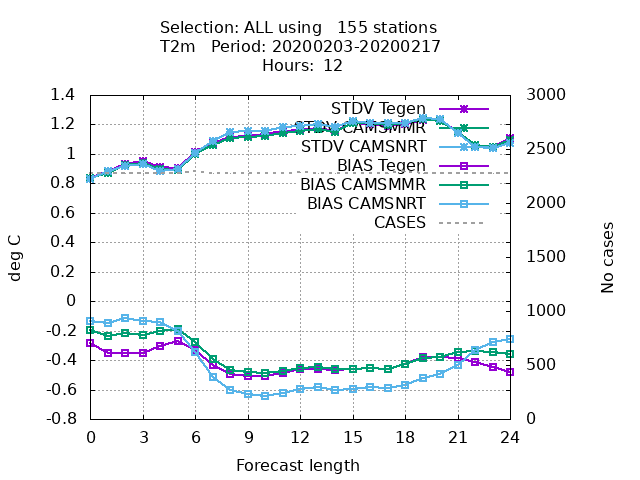 Selection: ALL using   155 stations
T2m   Period: 20200203-20200217
Hours:  12
1.4
1.2
1
0.8
0.6
0.4
0.2
0
-0.2
-0.4
-0.6
-0.8
deg C
STDV Tegen
STDV CAMSMMR
STDV CAMSNRT
BIAS Tegen
BIAS CAMSMMR
BIAS CAMSNRT
CASES
3000
2500
2000
1500
1000
500
0
No cases
0 3 6 9 12 15 18 21 24
Forecast length